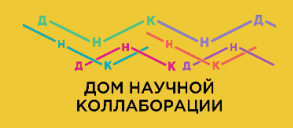 Д Н К Н Д
Н К Н К
Д Н К Д К
ДОМ НАУЧНОЙ
КОЛЛАБОРАЦИИ